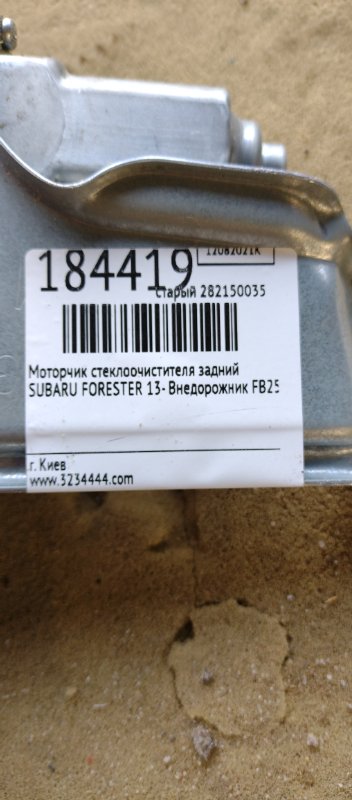 12082021K
184419
старый 282150035
Моторчик стеклоочистителя задний
SUBARU FORESTER 13- Внедорожник FB25
г. Киев
www.3234444.com